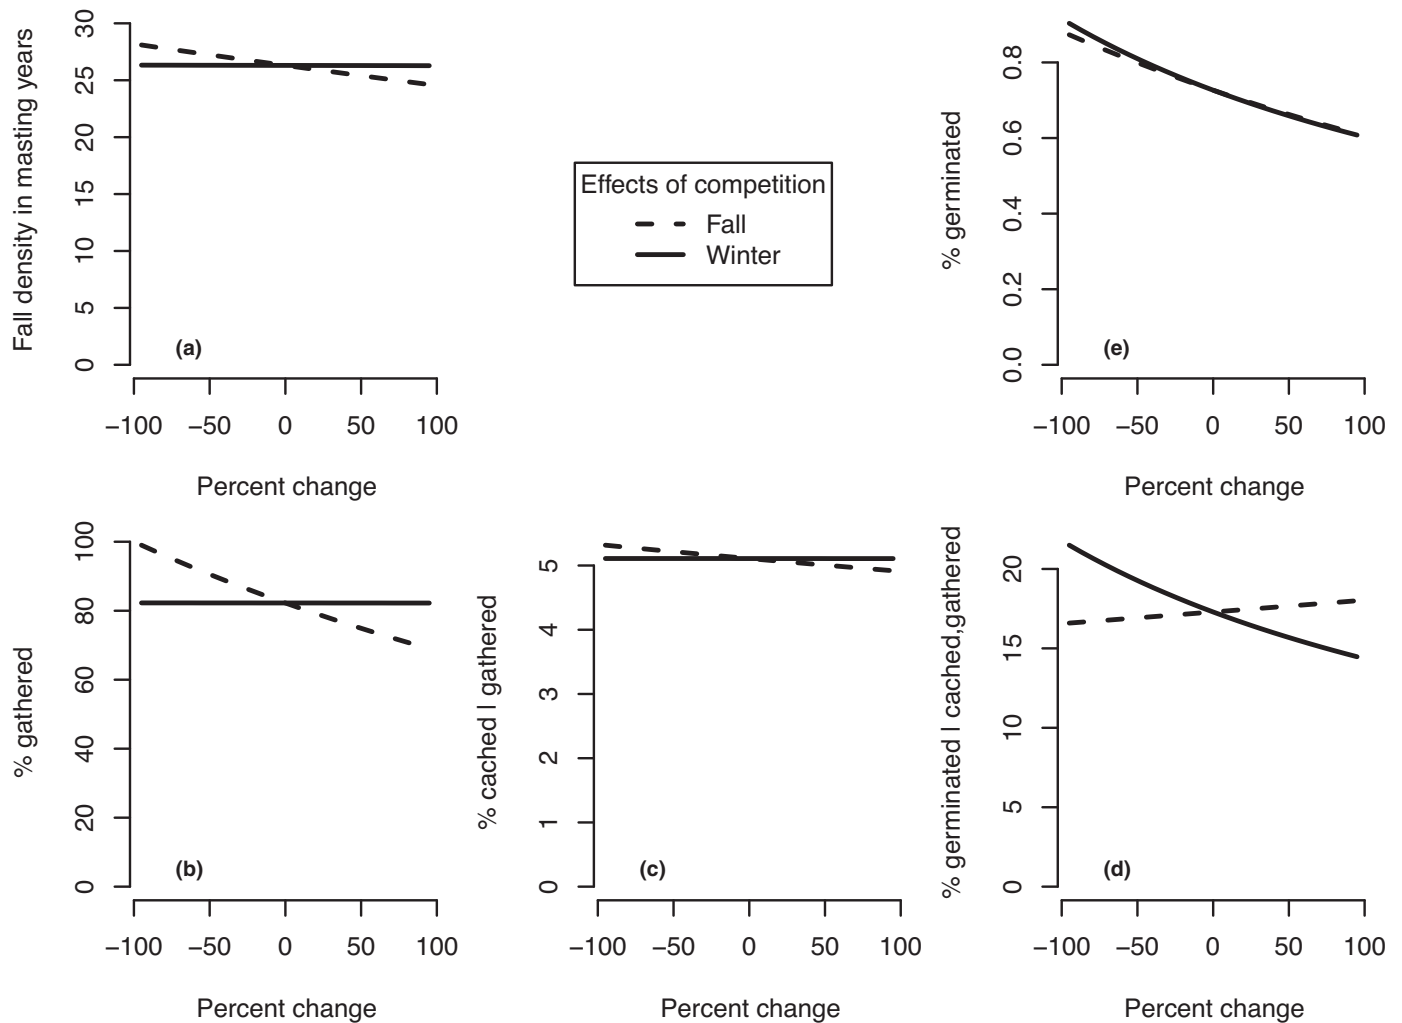 Fall density in masting years
30
25
20
15
10
5
0
(a)
−100 −50 0 50 100
Percent change
Effects of competition
Fall
Winter
% germinated
0.8
0.6
0.4
0.2
0.0
(e)
−100 −50 0 50 100
Percent change
% gathered
100
80
60
40
20
0
(b)
−100 −50 0 50 100
Percent change
% cached | gathered
5
4
3
2
1
0
(c)
−100 −50 0 50 100
Percent change
% germinated | cached,gathered
20
15
10
5
0
(d)
−100 −50 0 50 100
Percent change